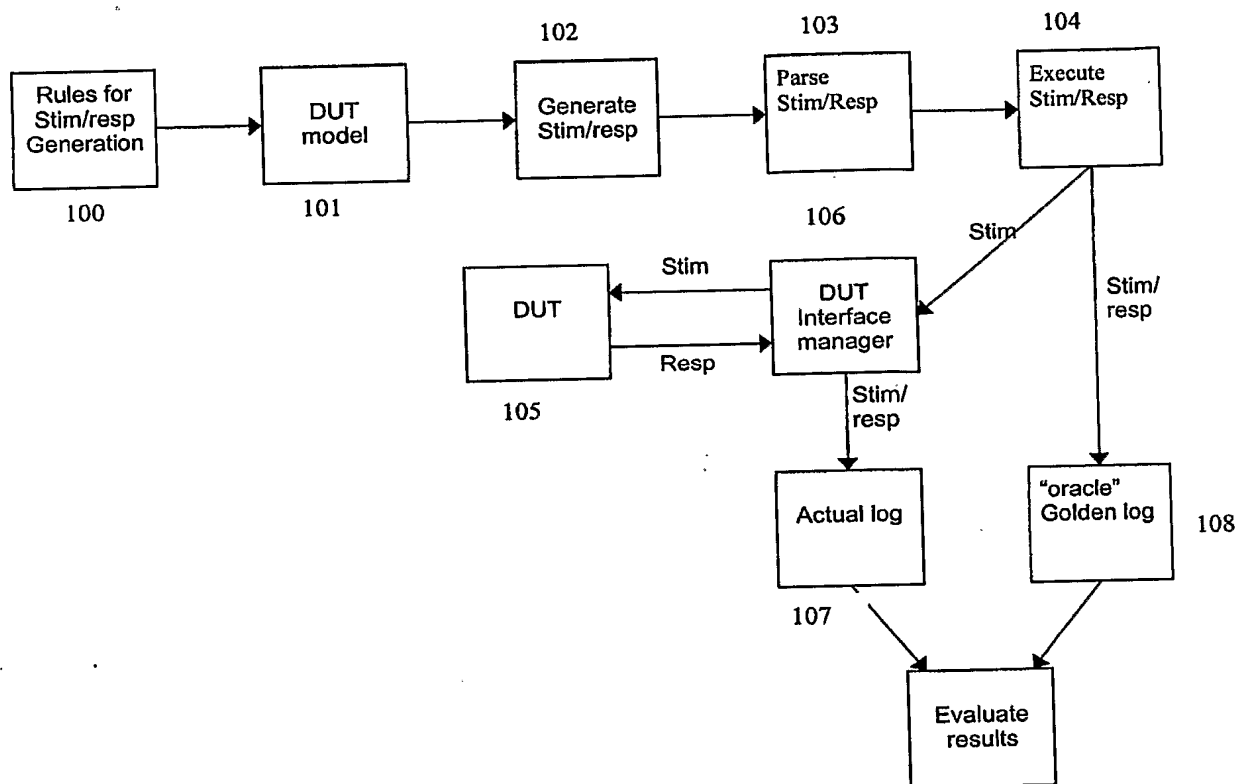 102
103
104
Rules for
Stim/resp
Generation
DUT
model
Generate
Stim/resp
Parse
Stim/Resp
Execute
Stim/Resp
100
101
106
Stim
Stim
DUT
DUT
Interface
manager
Stim/
resp
Resp
105
Stim/
resp
Actual log
"oracle"
Golden log
108
107
Evaluate
results